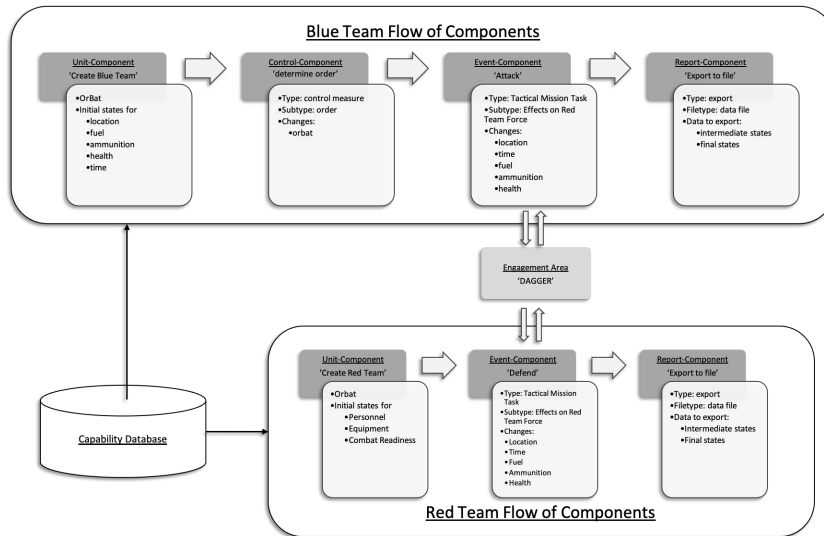 Blue Team Flow of Components
Unit-Component
'Create Blue Team'
•OrBat
•Initial states for
•location
•fuel
•ammunition
•health
•time
Control-Component
'determine order'
•Type: control measure
•Subtype: order
•Changes:
•orbat
Event-Component
'Attack'
•Type: Tactical Mission Task
•Subtype: Effects on Red
Team Force
•Changes:
•location
•time
•fuel
•ammunition
•health
Report-Component
'Export to file'
•Type: export
•Filetype: data file
•Data to export:
•intermediate states
•final states
Engagement Area
'DAGGER'
Capability Database
Unit-Component
'Create Red Team'
•Orbat
•Initial states for
•Personnel
•Equipment
•Combat Readiness
Event-Component
'Defend'
•Type: Tactical Mission
Task
•Subtype: Effects on Red
Team Force
•Changes:
•Location
•Time
•Fuel
•Ammunition
•Health
Report-Component
'Export to file'
•Type: export
•Filetype: data file
•Data to export:
•Intermediate states
•Final states
Red Team Flow of Components